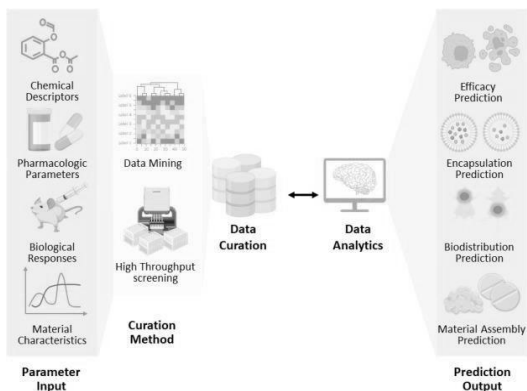 Chemical
Descriptors
Pharmacologic
Parameters
Biological
Responses
Material
Characteristics
Parameter
Input
Data Mining
High Throughput
screening
Curation
Method
Data
Curation
Data
Analytics
Efficacy
Prediction
Encapsulation
Prediction
Biodistribution
Prediction
Material Assembly
Prediction
Prediction
Output